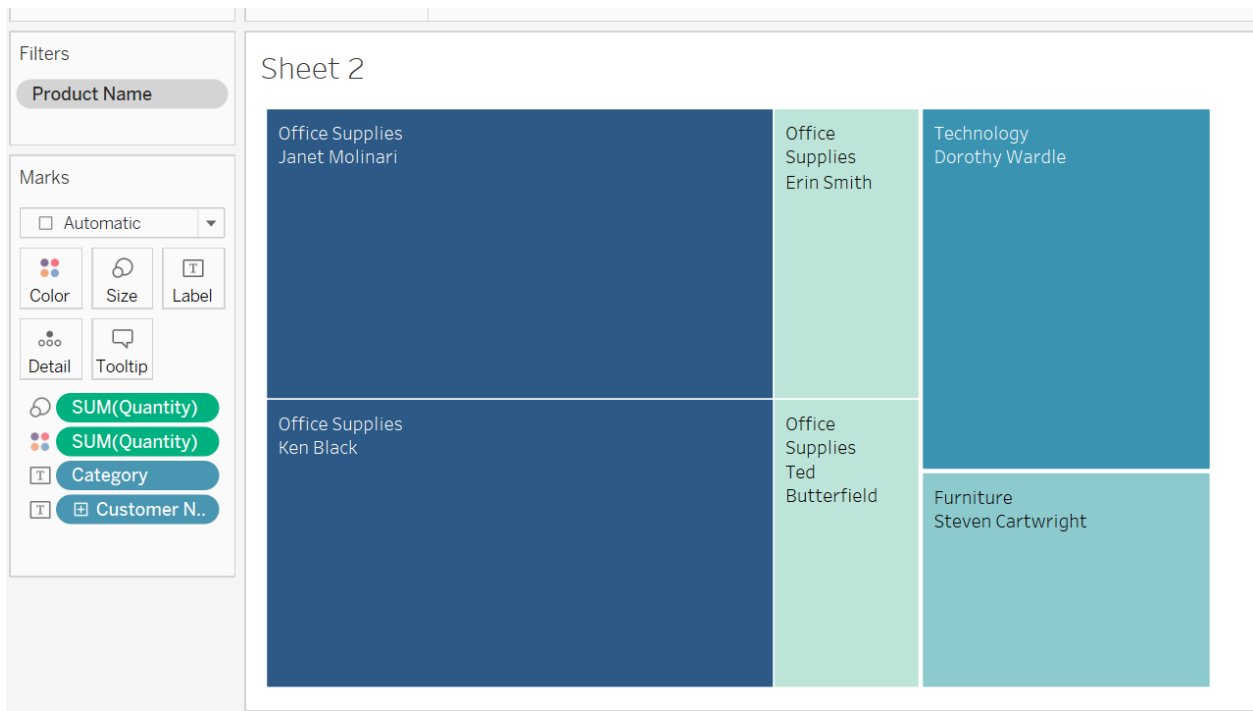 Filters
Product Name
Marks
Automatic
Color
Size
T
Label
Detail
Tooltip
SUM(Quantity)
SUM(Quantity)
T
Category
T
Customer N..
Sheet 2
Office Supplies
Janet Molinari
Office Supplies
Ken Black
Office
Supplies
Erin Smith
Office
Supplies
Ted
Butterfield
Technology
Dorothy Wardle
Furniture
Steven Cartwright